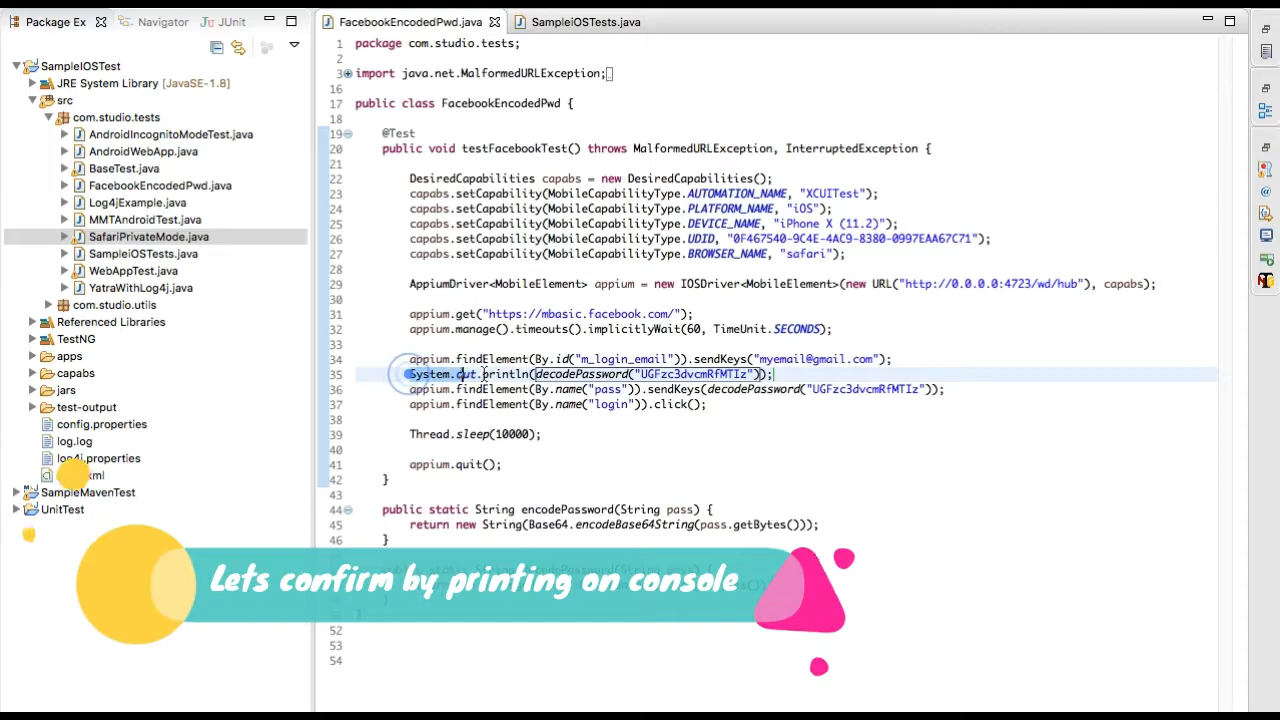 Package Ex
Navigator
JUnit
FacebookEncodedPwd.java
SampleiOSTests.java
SampleIOSTest
JRE System Library [JavaSE-1.8]
src
com.studio.tests
AndroidIncognitoModeTest.java
AndroidWebApp.java
BaseTest.java
FacebookEncodedPwd.java
Log4jExample.java
MMTAndroidTest.java
SafariPrivateMode.java
SampleiOSTests.java
WebAppTest.java
YatraWithLog4j.java
com.studio.utils
Referenced Libraries
TestNG
apps
capabs
jars
test-output
config.properties
log.log
log4j.properties
xml
SampleMavenTest
UnitTest
1 package com.studio.tests;
2
3 import java.net.MalformedURLException;
16
17 public class FacebookEncodedPwd {
18
19 @Test
20 public void testFacebookTest() throws MalformedURLException, InterruptedException {
21
22 DesiredCapabilities capabs = new DesiredCapabilities();
23 capabs.setCapability(MobileCapabilityType.AUTOMATION_NAME, "XCUITest");
24 capabs.setCapability(MobileCapabilityType.PLATFORM_NAME, "iOS");
25 capabs.setCapability(MobileCapabilityType.DEVICE_NAME, "iPhone X (11.2)");
26 capabs.setCapability(MobileCapabilityType.UDID, "0F467540-9C4E-4AC9-8380-0997EAA67C71");
27 capabs.setCapability(MobileCapabilityType.BROWSER_NAME, "safari");
28
29 AppiumDriver<MobileElement> appium = new IOSDriver<MobileElement>(new URL("http://0.0.0.0:4723/wd/hub"), capabs);
30
31 appium.get("https://mbasic.facebook.com/");
32 appium.manage().timeouts().implicitlyWait(60, TimeUnit.SECONDS);
33
34 appium.findElement(By.id("m_login_email")).sendKeys("myemail@gmail.com");
35 System.out.println(decodePassword("UGFzc3dvcmRfMTIz"));
36 appium.findElement(By.name("pass")).sendKeys(decodePassword("UGFzc3dvcmRfMTIz"));
37 appium.findElement(By.name("login")).click();
38
39 Thread.sleep(10000);
40
41 appium.quit();
42 }
43
44 public static String encodePassword(String pass) {
45 return new String(Base64.encodeBase64String(pass.getBytes()));
46 }
Lets confirm by printing on console
52
53
54